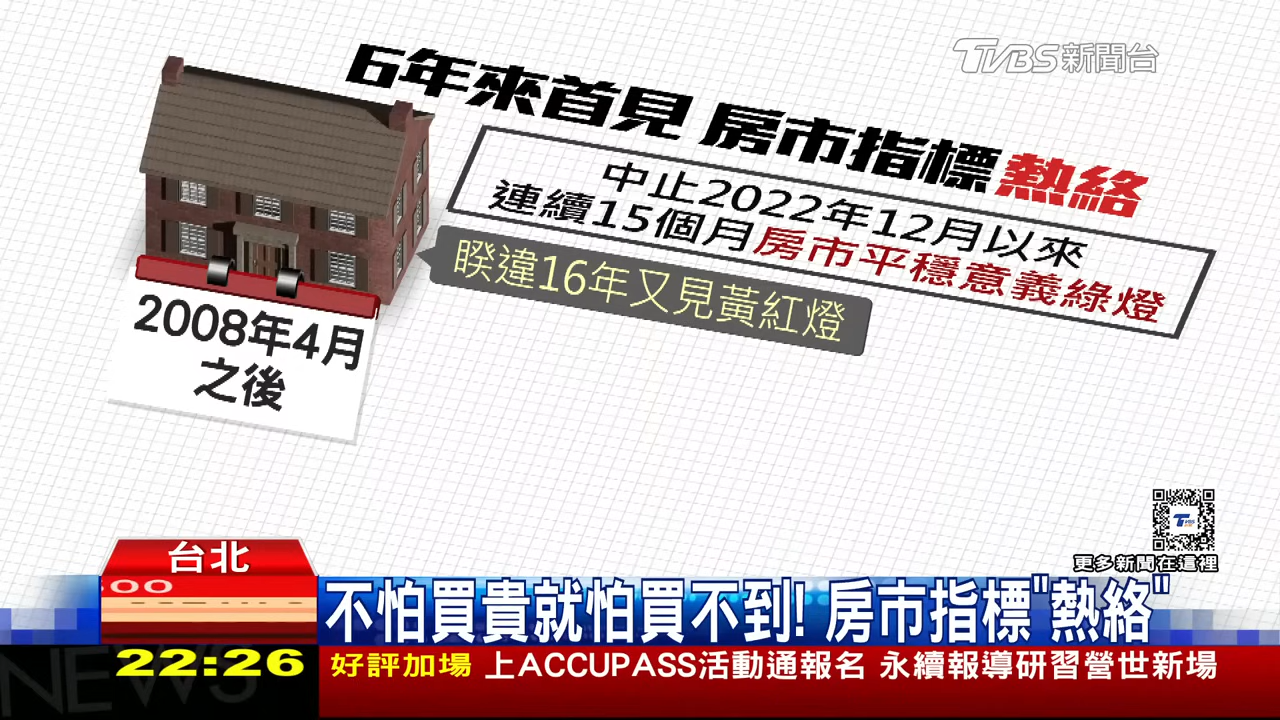 TVBS新聞台
6年來首見 房市指標熱絡
中止2022年12月以來
連續15個月房市平穩意義綠燈
睽違16年又見黃紅燈
2008年4月
之後
更多新聞在這裡
台北
不怕買貴就怕買不到! 房市指標"熱絡"
22:26
好評加場 上ACCUPASS活動通報名 永續報導研習營世新場
NEWS